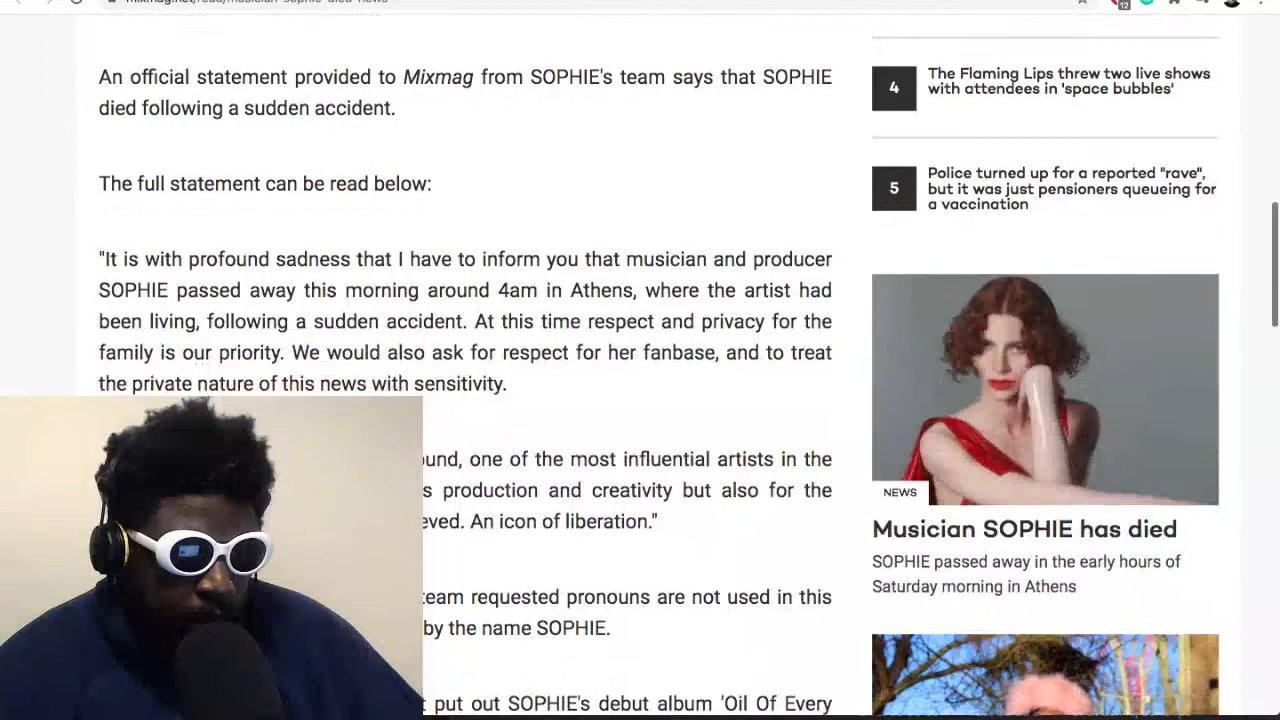 An official statement provided to Mixmag from SOPHIE's team says that SOPHIE
died following a sudden accident.
The full statement can be read below:
"It is with profound sadness that I have to inform you that musician and producer
SOPHIE passed away this morning around 4am in Athens, where the artist had
been living, following a sudden accident. At this time respect and privacy for the
family is our priority. We would also ask for respect for her fanbase, and to treat
the private nature of this news with sensitivity.
one of the most influential artists in the
production and creativity but also for the
An icon of liberation."
team requested pronouns are not used in this
by the name SOPHIE.
put out SOPHIE's debut album 'Oil Of Every
4
The Flaming Lips threw two live shows
with attendees in 'space bubbles'
5
Police turned up for a reported "rave",
but it was just pensioners queueing for
a vaccination
NEWS
Musician SOPHIE has died
SOPHIE passed away in the early hours of
Saturday morning in Athens
12